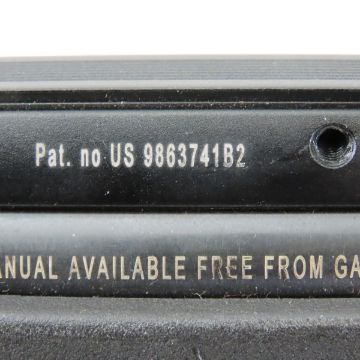 Pat. no US 9863741B2
ANUAL AVAILABLE FREE FROM GA